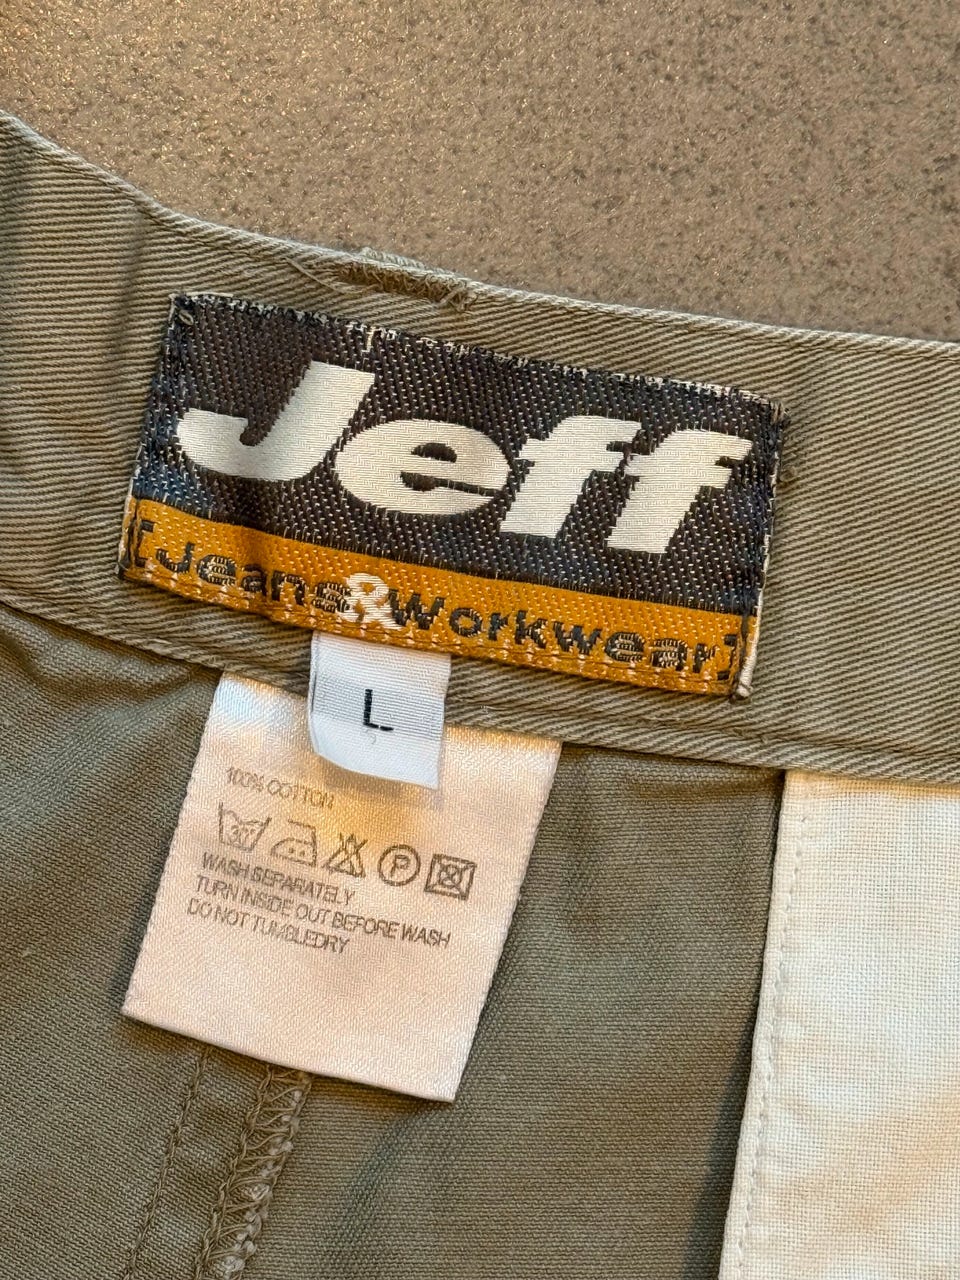 Jeff
[Jeans&Workwear]
L
100% COTTON
30
P
WASH SEPARATELY
TURN INSIDE OUT BEFORE WASH
DO NOT TUMBLEDRY